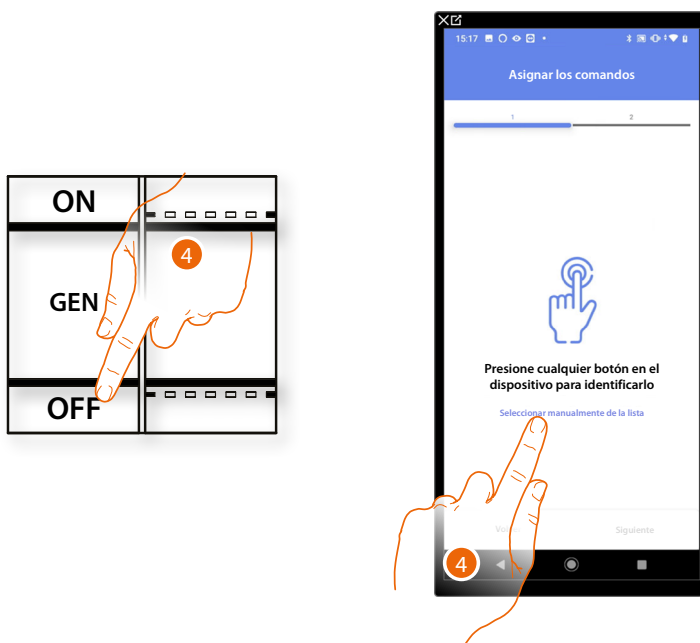 ON
4
GEN
OFF
15:17
Asignar los comandos
1 2
Presione cualquier botón en el
dispositivo para identificarlo
Seleccionar manualmente de la lista
Siguiente
4